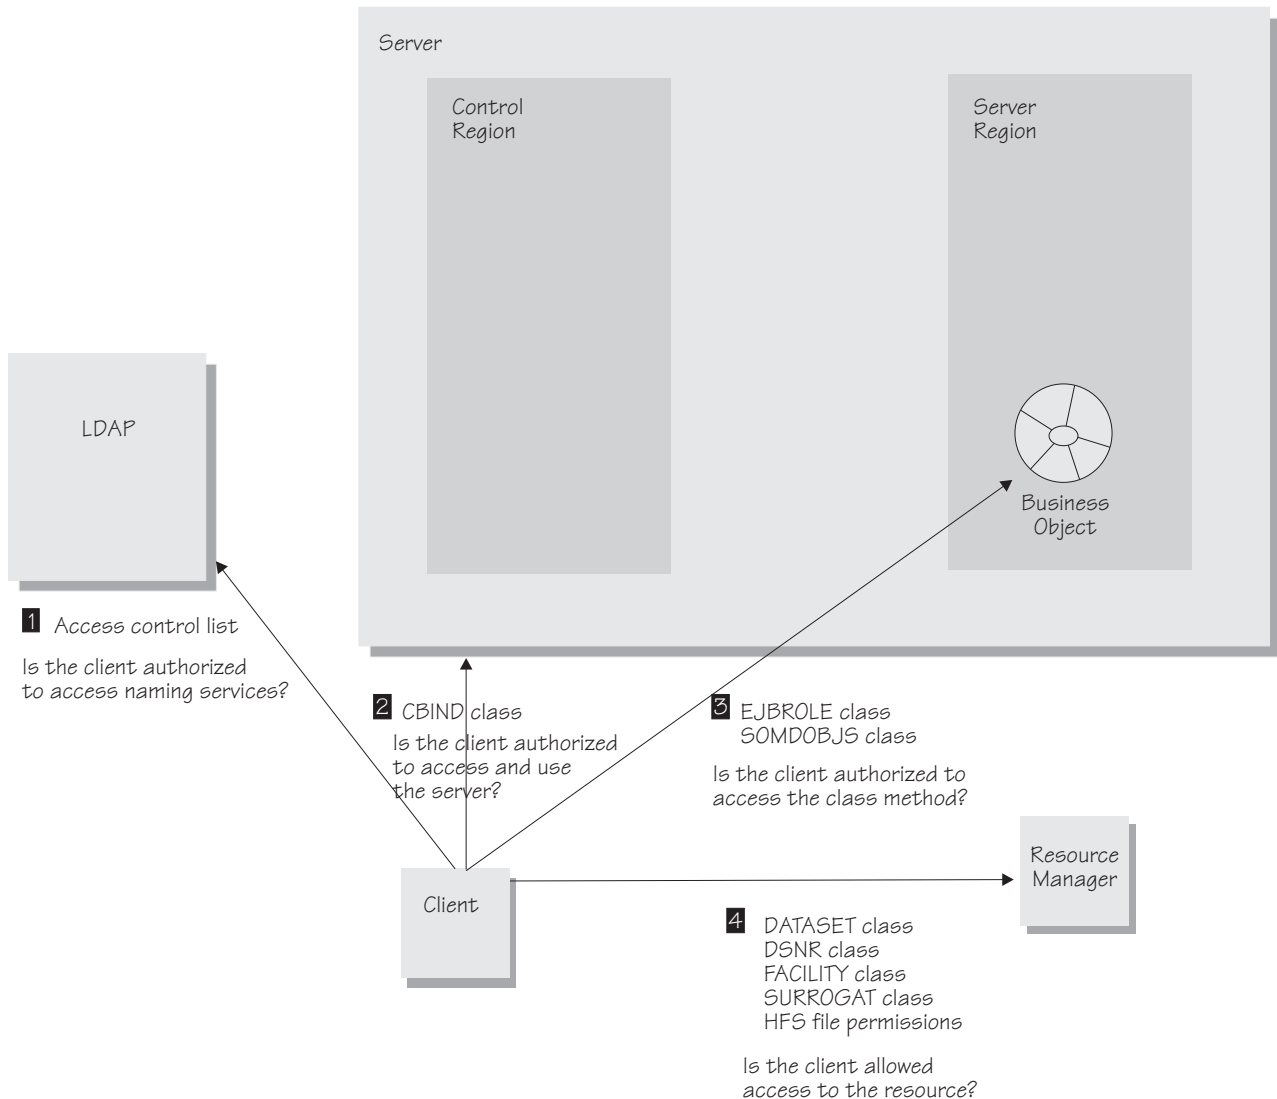 Server
Control
Region
Server
Region
Business
Object
LDAP
1 Access control list
Is the client authorized
to access naming services?
2 CBIND class
Is the client authorized
to access and use
the server?
3 EJBROLE class
SOMDOBJS class
Is the client authorized to
access the class method?
Client
Resource
Manager
4 DATASET class
DSNR class
FACILITY class
SURROGAT class
HFS file permissions
Is the client allowed
access to the resource?